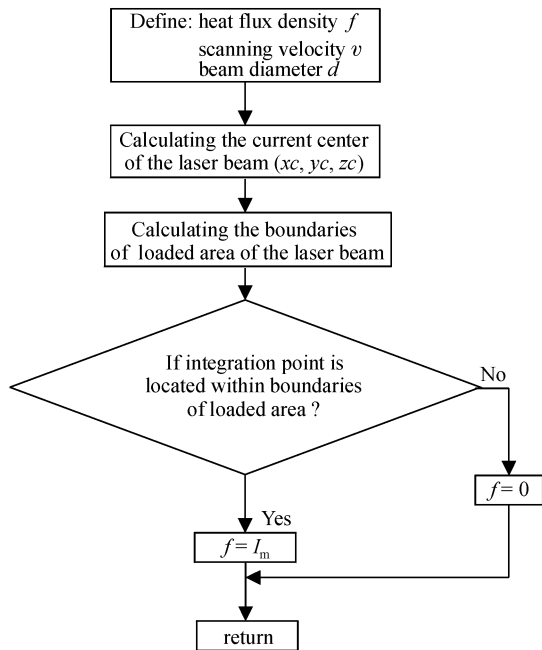 Define: heat flux density f
scanning velocity v
beam diameter d
Calculating the current center
of the laser beam (xc, yc, zc)
Calculating the boundaries
of loaded area of the laser beam
If integration point is
located within boundaries
of loaded area ?
No
f = 0
Yes
f = Im
return